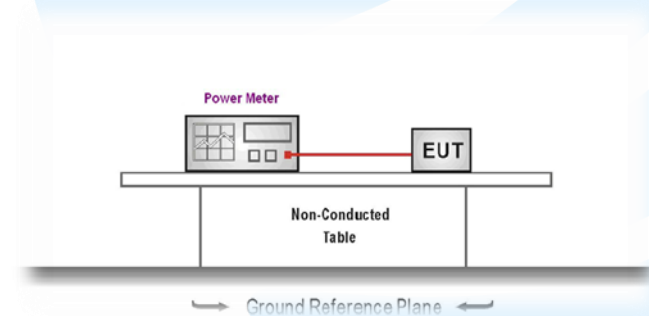 Power Meter
EUT
Non-Conducted
Table
Ground Reference Plane